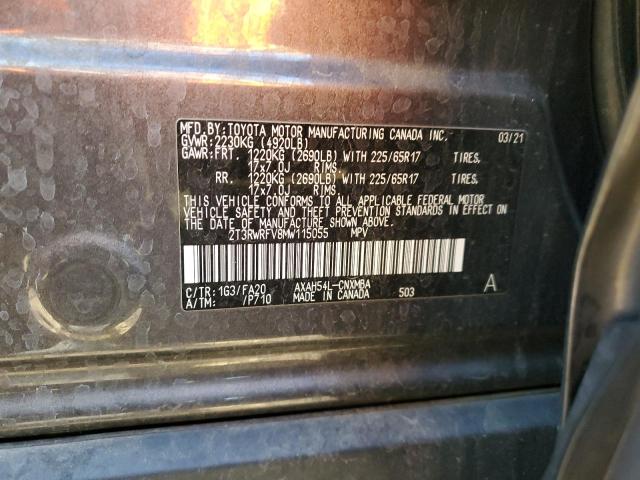 MFD.BY:TOYOTA MOTOR MANUFACTURING CANADA INC. 03/21
GVWR:2230KG (4920LB)
GAWR:FRT. 1220KG (2690LB) WITH 225/65R17 TIRES,
17x7.0J RIMS
RR. 1220KG (2690LB) WITH 225/65R17 TIRES,
17x7.0J RIMS
THIS VEHICLE CONFORMS TO ALL APPLICABLE FEDERAL MOTOR
VEHICLE SAFETY AND THEFT PREVENTION STANDARDS IN EFFECT ON
THE DATE OF MANUFACTURE SHOWN ABOVE.
2T3RWRFV8MW115055 MPV
C/TR:1G3/FA20 AXAH54L-CNXMBA A
A/TM: /P710 MADE IN CANADA 503